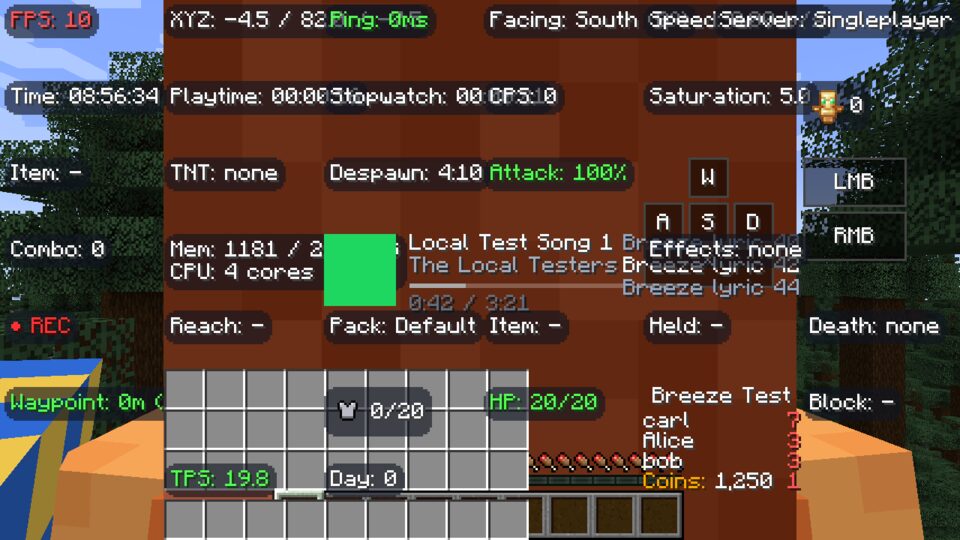 FPS: 10
XYZ: -4.5 / 82
Ping: 0ms
Facing: South
Speed
Server: Singleplayer
Time: 08:56:34
Playtime: 00:00
Stopwatch: 00:
CPS: 0
Saturation: 5.0
0
Item: -
TNT: none
Despawn: 4:10
Attack: 100%
W
LMB
A S D
RMB
Combo: 0
Mem: 1181 / 2
CPU: 4 cores
Local Test Song 1
The Local Testers
0:42 / 3:21
Effects: none
Breeze lyric 42
Breeze lyric 44
REC
Reach: -
Pack: Default
Item: -
Held: -
Death: none
Waypoint: 0m (
0/20
HP: 20/20
Breeze Test
carl 7
Alice 3
bob 3
Coins: 1,250 1
Block: -
TPS: 19.8
Day: 0